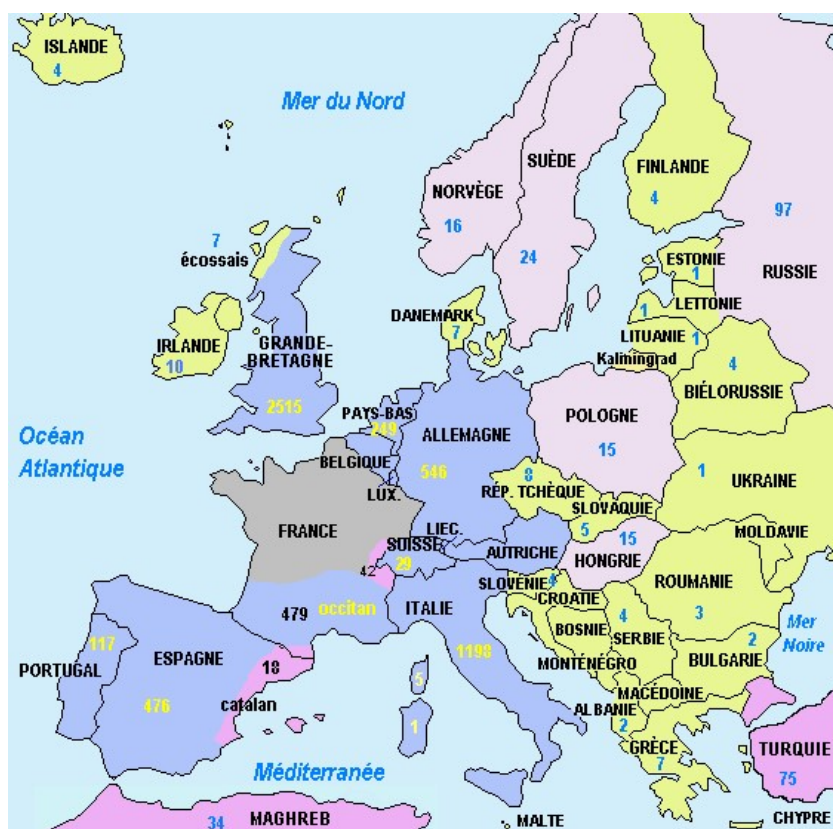 ISLANDE
4
Mer du Nord
NORVÈGE
16
SUÈDE
24
FINLANDE
4
97
RUSSIE
7
écossais
ESTONIE
1
LETTONIE
1
LITUANIE
1
Kaliningrad
4
BIÉLORUSSIE
DANEMARK
7
IRLANDE
10
GRANDE-
BRETAGNE
2515
PAYS-BAS
249
ALLEMAGNE
546
POLOGNE
15
Océan
Atlantique
BELGIQUE
LUX.
8
RÉP. TCHÈQUE
1
UKRAINE
SLOVAQUIE
5
FRANCE
LIEC.
SUISSE
29
42
AUTRICHE
15
HONGRIE
MOLDAVIE
ROUMANIE
3
SLOVÉNIE
4
CROATIE
479
occitan
ITALIE
1198
BOSNIE
4
SERBIE
Mer
Noire
2
BULGARIE
MONTÉNÉGRO
MACÉDOINE
117
PORTUGAL
ESPAGNE
476
18
catalan
5
1
ALBANIE
2
GRÈCE
7
TURQUIE
75
Méditerranée
34
MAGHREB
MALTE
CHYPRE